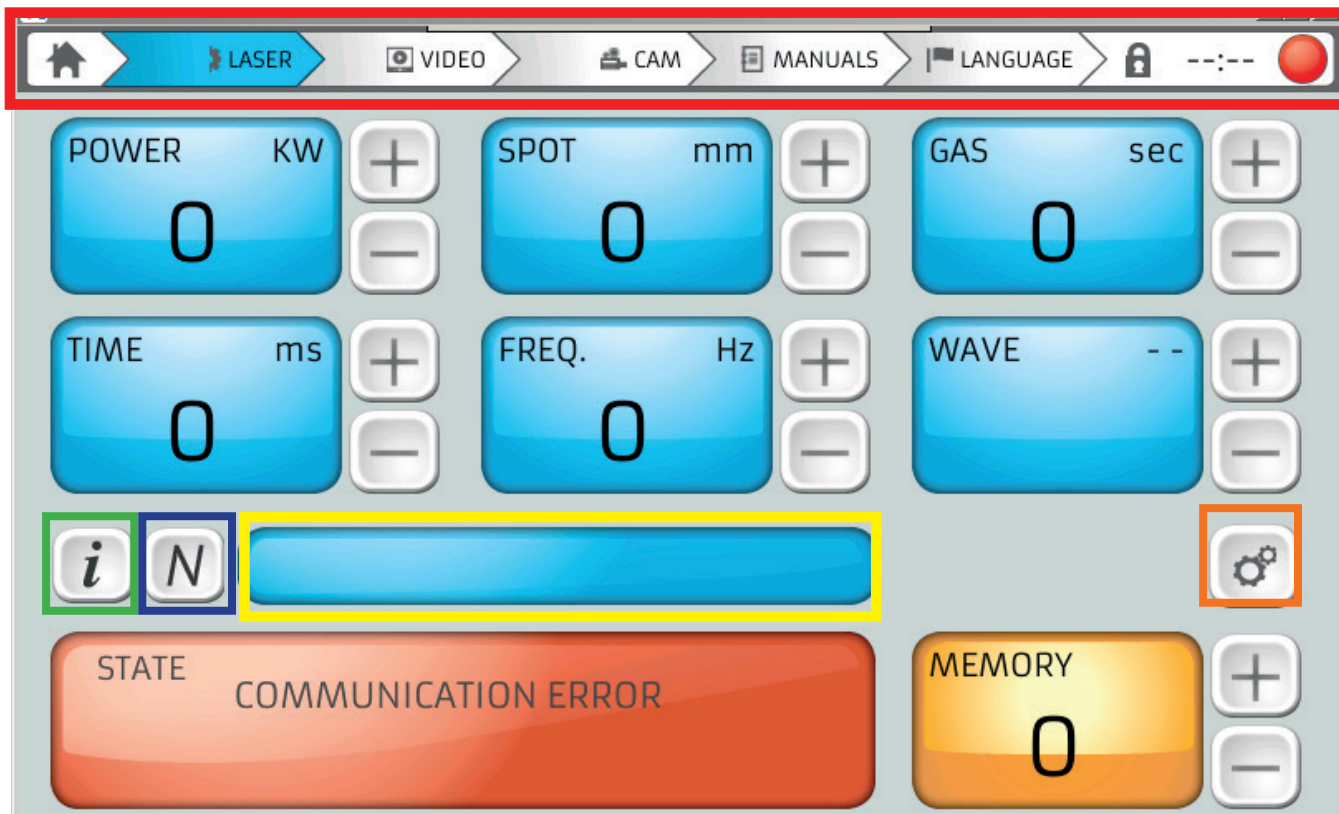 LASER VIDEO CAM MANUALS LANGUAGE --:--
POWER KW SPOT mm GAS sec
0 0 0
TIME ms FREQ. Hz WAVE - -
0 0
i N
STATE MEMORY
COMMUNICATION ERROR
0